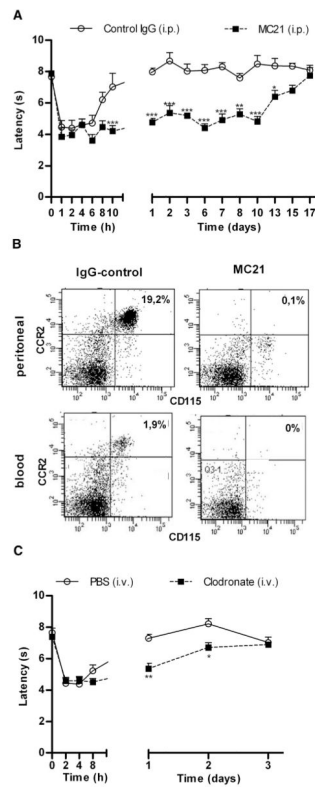 A
Control IgG (i.p.)
MC21 (i.p.)
Latency (s)
10
8
6
4
2
0
***
*** *** *** *** *** ** *** *
0 1 2 4 6 8 10
Time (h)
1 2 3 6 7 8 10 13 15 17
Time (days)
B
IgG-control
MC21
peritoneal
CCR2
19,2%
0,1%
CD115
blood
CCR2
1,9%
0%
Q3-1
CD115
C
PBS (i.v.)
Clodronate (i.v.)
Latency (s)
10
8
6
4
2
0
** *
0 2 4 8
Time (h)
1 2 3
Time (days)